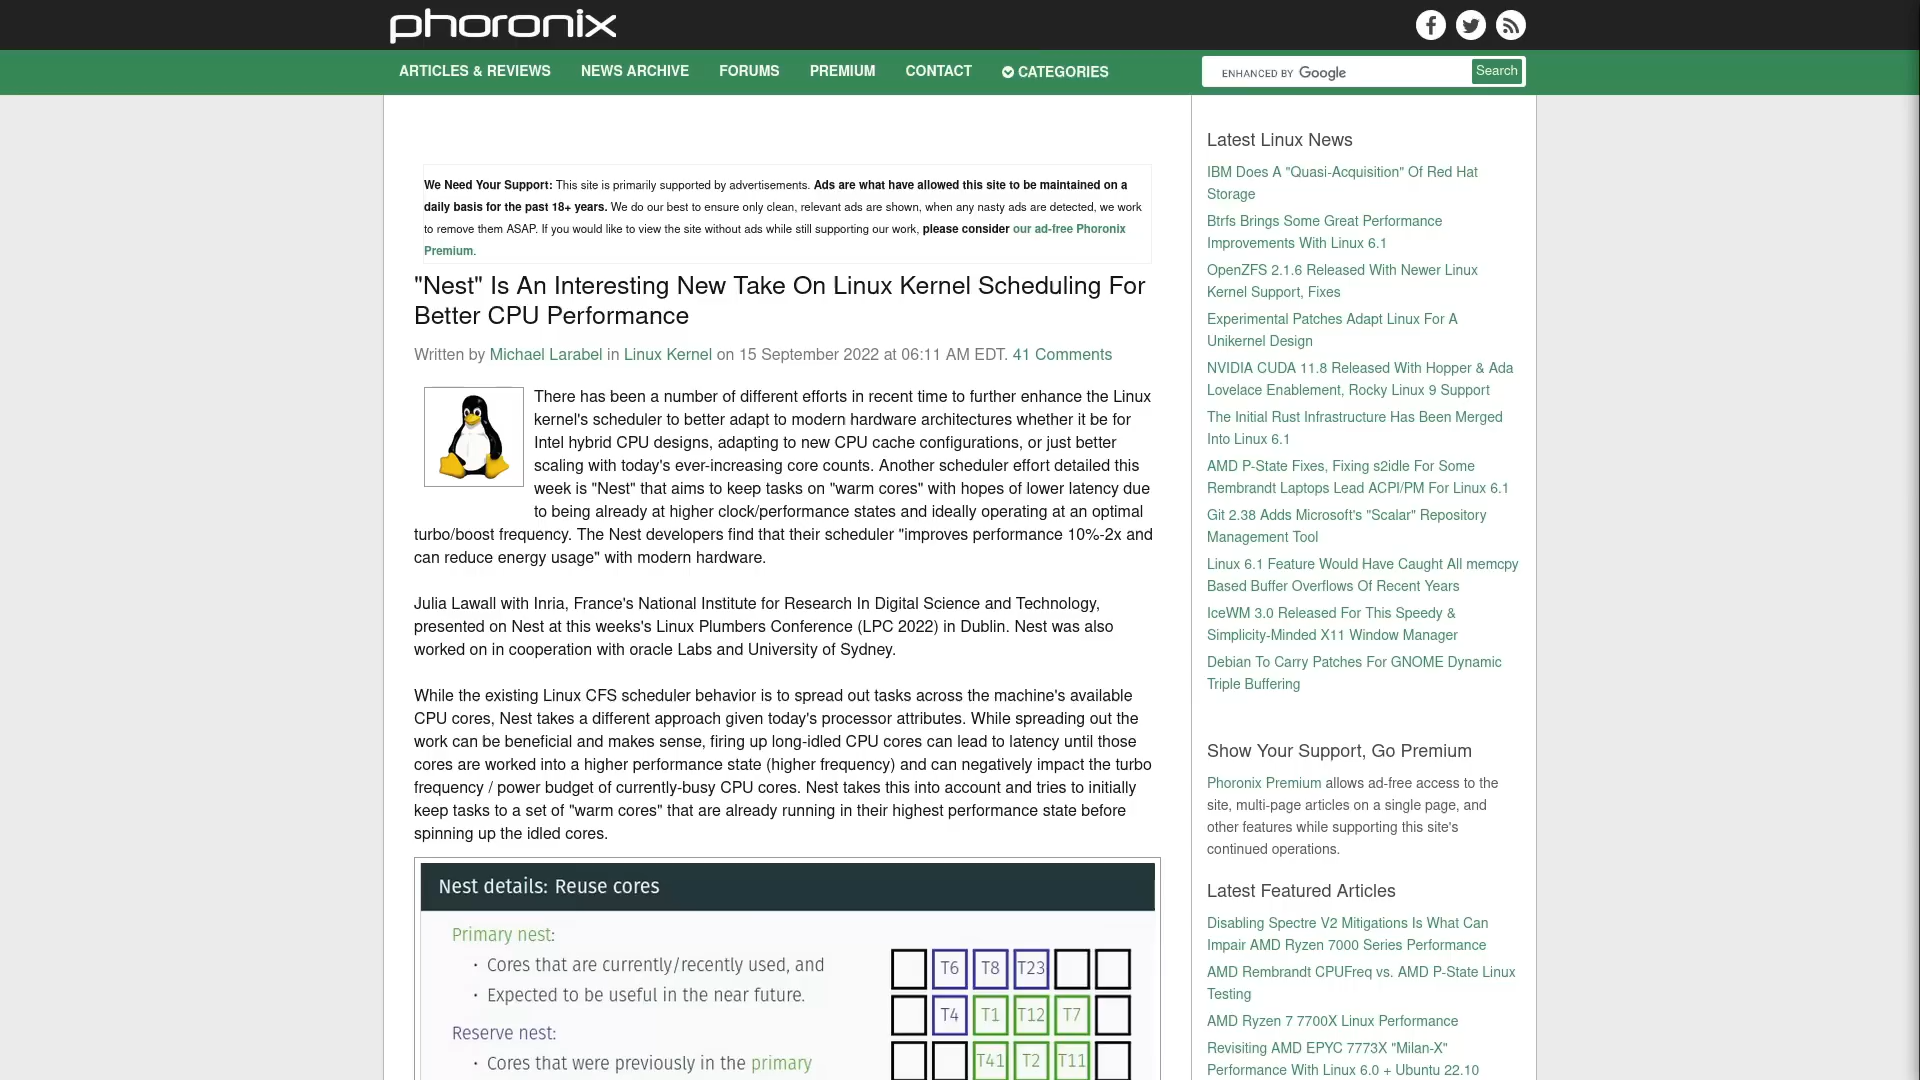 phoronix
ARTICLES & REVIEWS NEWS ARCHIVE FORUMS PREMIUM CONTACT CATEGORIES
ENHANCED BY Google Search
We Need Your Support: This site is primarily supported by advertisements. Ads are what have allowed this site to be maintained on a
daily basis for the past 18+ years. We do our best to ensure only clean, relevant ads are shown, when any nasty ads are detected, we work
to remove them ASAP. If you would like to view the site without ads while still supporting our work, please consider our ad-free Phoronix
Premium.
"Nest" Is An Interesting New Take On Linux Kernel Scheduling For
Better CPU Performance
Written by Michael Larabel in Linux Kernel on 15 September 2022 at 06:11 AM EDT. 41 Comments
There has been a number of different efforts in recent time to further enhance the Linux
kernel's scheduler to better adapt to modern hardware architectures whether it be for
Intel hybrid CPU designs, adapting to new CPU cache configurations, or just better
scaling with today's ever-increasing core counts. Another scheduler effort detailed this
week is "Nest" that aims to keep tasks on "warm cores" with hopes of lower latency due
to being already at higher clock/performance states and ideally operating at an optimal
turbo/boost frequency. The Nest developers find that their scheduler "improves performance 10%-2x and
can reduce energy usage" with modern hardware.
Julia Lawall with Inria, France's National Institute for Research In Digital Science and Technology,
presented on Nest at this weeks's Linux Plumbers Conference (LPC 2022) in Dublin. Nest was also
worked on in cooperation with oracle Labs and University of Sydney.
While the existing Linux CFS scheduler behavior is to spread out tasks across the machine's available
CPU cores, Nest takes a different approach given today's processor attributes. While spreading out the
work can be beneficial and makes sense, firing up long-idled CPU cores can lead to latency until those
cores are worked into a higher performance state (higher frequency) and can negatively impact the turbo
frequency / power budget of currently-busy CPU cores. Nest takes this into account and tries to initially
keep tasks to a set of "warm cores" that are already running in their highest performance state before
spinning up the idled cores.
Nest details: Reuse cores
Primary nest:
· Cores that are currently/recently used, and
· Expected to be useful in the near future.
Reserve nest:
· Cores that were previously in the primary
T6 T8 T23
T4 T1 T12 T7
T41 T2 T11
Latest Linux News
IBM Does A "Quasi-Acquisition" Of Red Hat
Storage
Btrfs Brings Some Great Performance
Improvements With Linux 6.1
OpenZFS 2.1.6 Released With Newer Linux
Kernel Support, Fixes
Experimental Patches Adapt Linux For A
Unikernel Design
NVIDIA CUDA 11.8 Released With Hopper & Ada
Lovelace Enablement, Rocky Linux 9 Support
The Initial Rust Infrastructure Has Been Merged
Into Linux 6.1
AMD P-State Fixes, Fixing s2idle For Some
Rembrandt Laptops Lead ACPI/PM For Linux 6.1
Git 2.38 Adds Microsoft's "Scalar" Repository
Management Tool
Linux 6.1 Feature Would Have Caught All memcpy
Based Buffer Overflows Of Recent Years
IceWM 3.0 Released For This Speedy &
Simplicity-Minded X11 Window Manager
Debian To Carry Patches For GNOME Dynamic
Triple Buffering
Show Your Support, Go Premium
Phoronix Premium allows ad-free access to the
site, multi-page articles on a single page, and
other features while supporting this site's
continued operations.
Latest Featured Articles
Disabling Spectre V2 Mitigations Is What Can
Impair AMD Ryzen 7000 Series Performance
AMD Rembrandt CPUFreq vs. AMD P-State Linux
Testing
AMD Ryzen 7 7700X Linux Performance
Revisiting AMD EPYC 7773X "Milan-X"
Performance With Linux 6.0 + Ubuntu 22.10